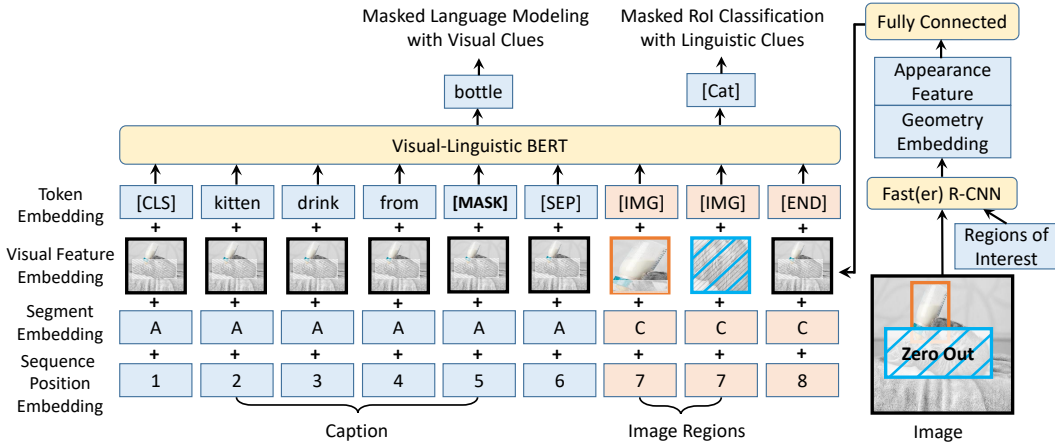 Masked Language Modeling
with Visual Clues
Masked RoI Classification
with Linguistic Clues
Fully Connected
bottle
[Cat]
Appearance
Feature
Geometry
Embedding
Visual-Linguistic BERT
Fast(er) R-CNN
Regions of
Interest
Token
Embedding
[CLS] kitten drink from [MASK] [SEP] [IMG] [IMG] [END]
+ + + + + + + + +
Visual Feature
Embedding
+ + + + + + + + +
Segment
Embedding
A A A A A A C C C
+ + + + + + + + +
Sequence
Position
Embedding
1 2 3 4 5 6 7 7 8
Caption
Image Regions
Zero Out
Image